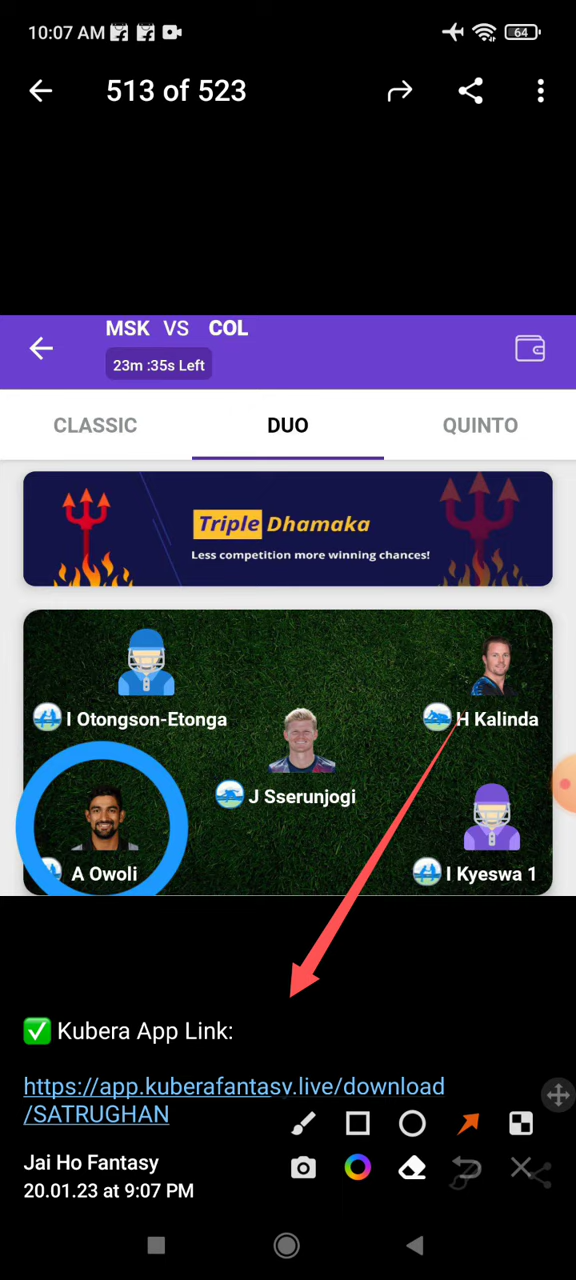 10:07 AM
64
513 of 523
MSK VS COL
23m :35s Left
CLASSIC DUO QUINTO
Triple Dhamaka
Less competition more winning chances!
I Otongson-Etonga
H Kalinda
J Sserunjogi
A Owoli
I Kyeswa 1
✅ Kubera App Link:
https://app.kuberafantasy.live/download
/SATRUGHAN
Jai Ho Fantasy
20.01.23 at 9:07 PM